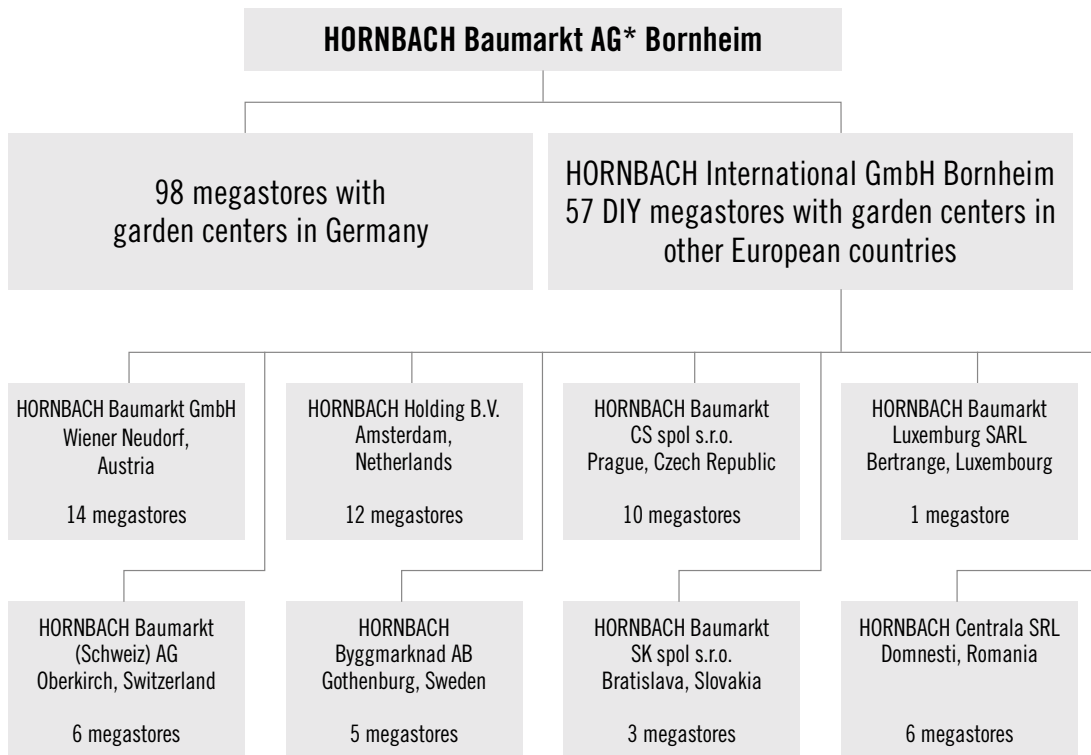 HORNBACH Baumarkt AG* Bornheim
98 megastores with
garden centers in Germany
HORNBACH International GmbH Bornheim
57 DIY megastores with garden centers in
other European countries
HORNBACH Baumarkt GmbH
Wiener Neudorf,
Austria
14 megastores
HORNBACH Holding B.V.
Amsterdam,
Netherlands
12 megastores
HORNBACH Baumarkt
CS spol s.r.o.
Prague, Czech Republic
10 megastores
HORNBACH Baumarkt
Luxemburg SARL
Bertrange, Luxembourg
1 megastore
HORNBACH Baumarkt
(Schweiz) AG
Oberkirch, Switzerland
6 megastores
HORNBACH
Byggmarknad AB
Gothenburg, Sweden
5 megastores
HORNBACH Baumarkt
SK spol s.r.o.
Bratislava, Slovakia
3 megastores
HORNBACH Centrala SRL
Domnesti, Romania
6 megastores